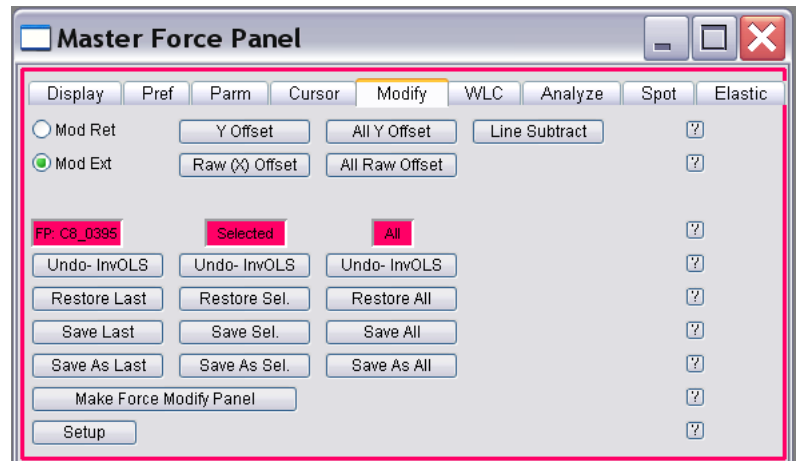 Master Force Panel
Display Pref Parm Cursor Modify WLC Analyze Spot Elastic
Mod Ret Y Offset All Y Offset Line Subtract ?
Mod Ext Raw (X) Offset All Raw Offset ?
FP: C8_0395 Selected All ?
Undo- InvOLS Undo- InvOLS Undo- InvOLS ?
Restore Last Restore Sel. Restore All ?
Save Last Save Sel. Save All ?
Save As Last Save As Sel. Save As All ?
Make Force Modify Panel ?
Setup ?